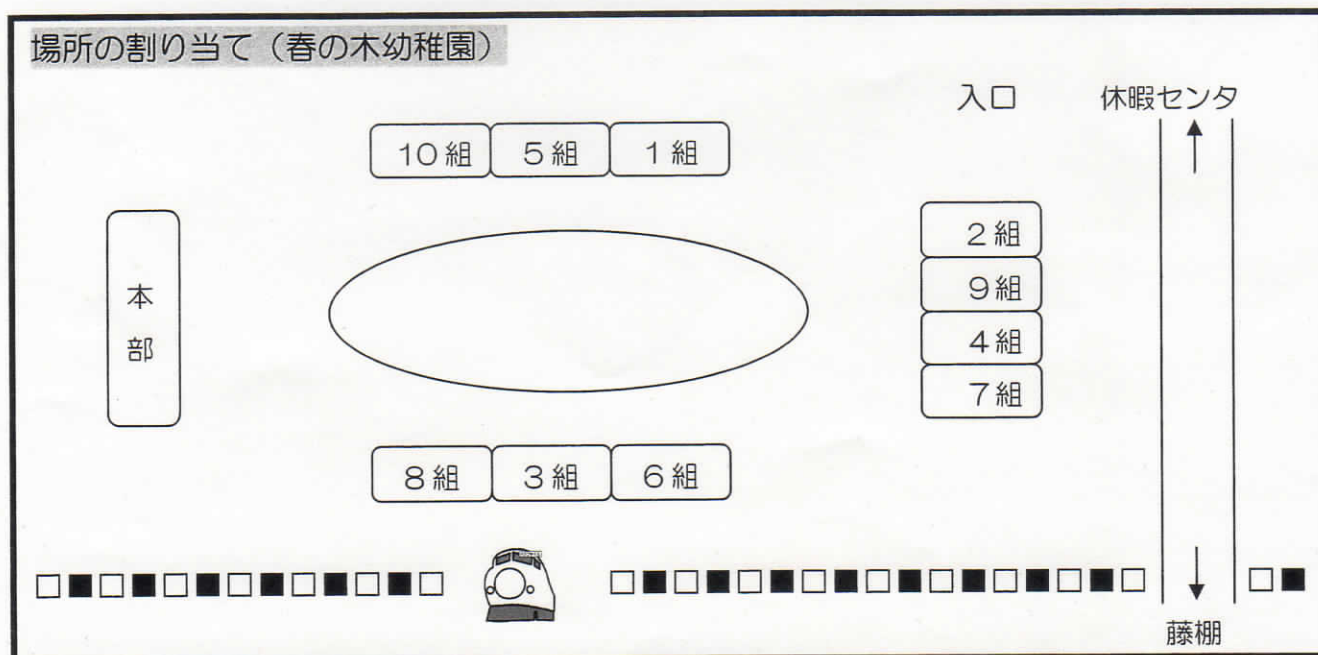 場所の割り当て（春の木幼稚園）
入口
休暇センタ
10組
5組
1組
2組
9組
4組
7組
本部
8組
3組
6組
藤棚